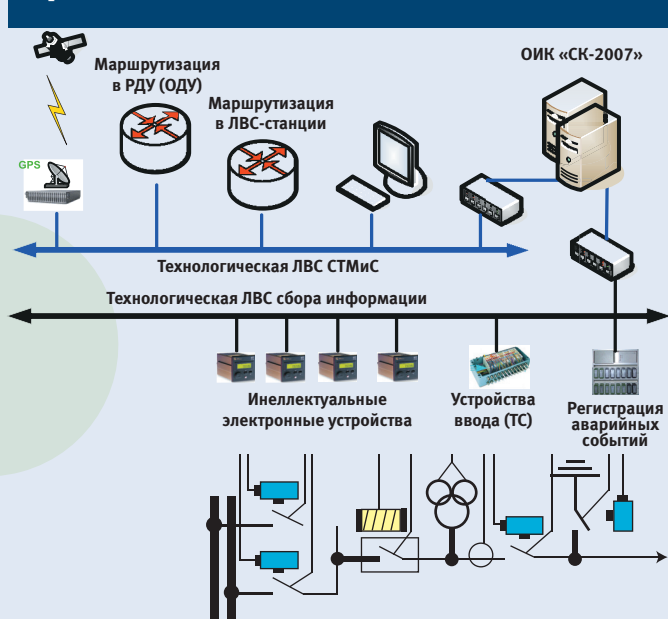 Маршрутизация
в РДУ (ОДУ)
ОИК «СК-2007»
Маршрутизация
в ЛВС-станции
GPS
Технологическая ЛВС СТМиС
Технологическая ЛВС сбора информации
Инеллектуальные
электронные устройства
Устройства
ввода (ТС)
Регистрация
аварийных
событий